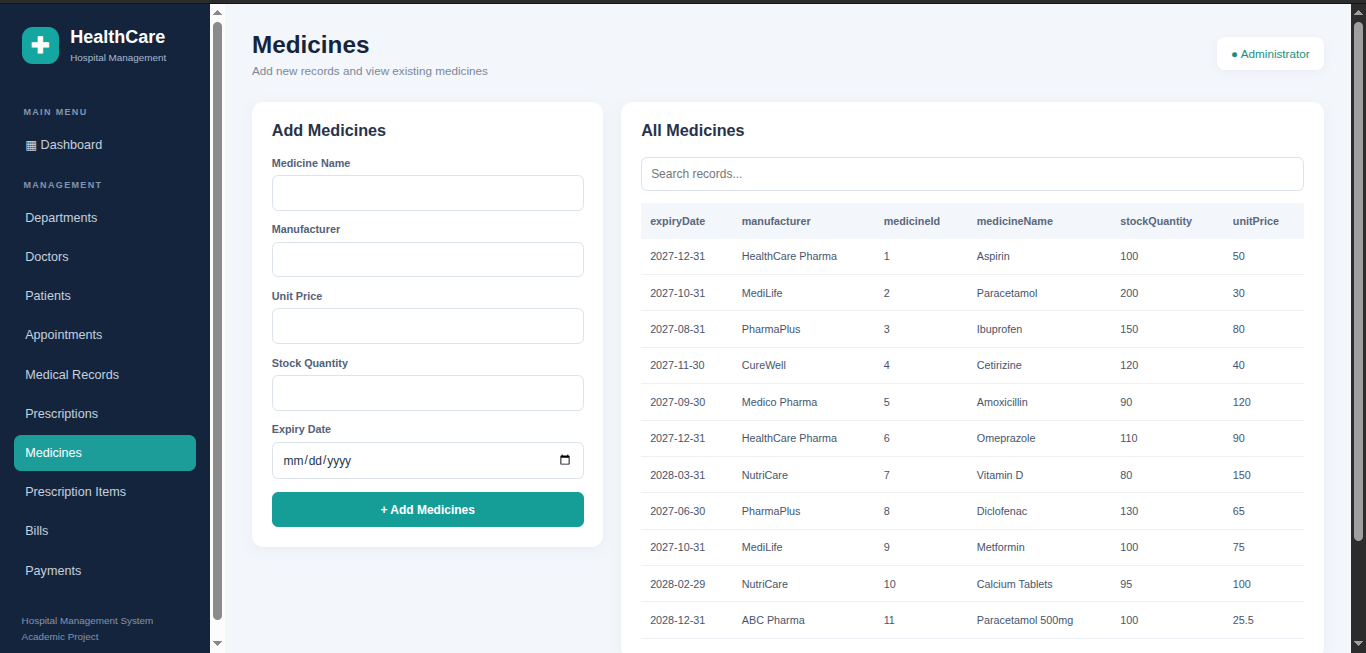 HealthCare
Hospital Management
MAIN MENU
▦ Dashboard
MANAGEMENT
Departments
Doctors
Patients
Appointments
Medical Records
Prescriptions
Medicines
Prescription Items
Bills
Payments
Hospital Management System
Academic Project
Medicines
Add new records and view existing medicines
● Administrator
Add Medicines
Medicine Name
Manufacturer
Unit Price
Stock Quantity
Expiry Date
mm/dd/yyyy
+ Add Medicines
All Medicines
Search records...
expiryDate manufacturer medicineId medicineName stockQuantity unitPrice
2027-12-31 HealthCare Pharma 1 Aspirin 100 50
2027-10-31 MediLife 2 Paracetamol 200 30
2027-08-31 PharmaPlus 3 Ibuprofen 150 80
2027-11-30 CureWell 4 Cetirizine 120 40
2027-09-30 Medico Pharma 5 Amoxicillin 90 120
2027-12-31 HealthCare Pharma 6 Omeprazole 110 90
2028-03-31 NutriCare 7 Vitamin D 80 150
2027-06-30 PharmaPlus 8 Diclofenac 130 65
2027-10-31 MediLife 9 Metformin 100 75
2028-02-29 NutriCare 10 Calcium Tablets 95 100
2028-12-31 ABC Pharma 11 Paracetamol 500mg 100 25.5